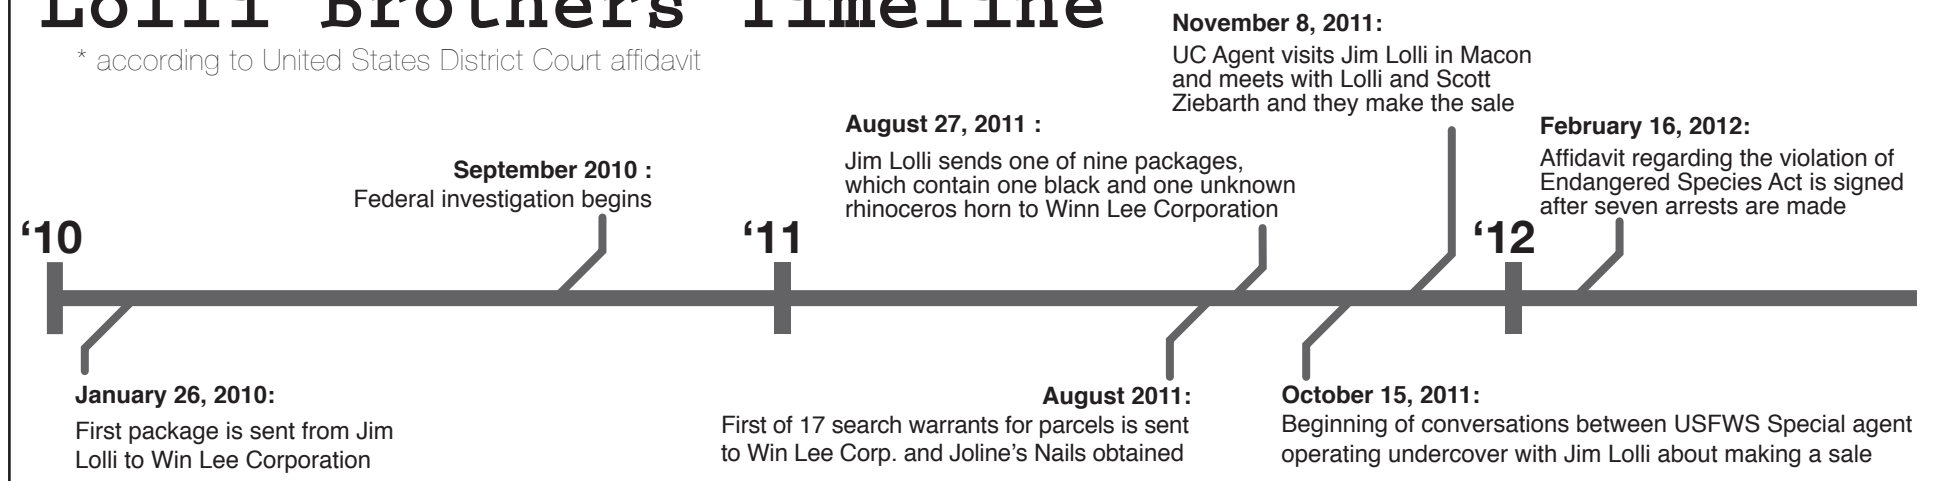 Lolli Brothers Timeline
* according to United States District Court affidavit
November 8, 2011:
UC Agent visits Jim Lolli in Macon
and meets with Lolli and Scott
Ziebarth and they make the sale
August 27, 2011 :
Jim Lolli sends one of nine packages,
which contain one black and one unknown
rhinoceros horn to Winn Lee Corporation
February 16, 2012:
Affidavit regarding the violation of
Endangered Species Act is signed
after seven arrests are made
September 2010 :
Federal investigation begins
‘10
‘11
‘12
January 26, 2010:
First package is sent from Jim
Lolli to Win Lee Corporation
August 2011:
First of 17 search warrants for parcels is sent
to Win Lee Corp. and Joline’s Nails obtained
October 15, 2011:
Beginning of conversations between USFWS Special agent
operating undercover with Jim Lolli about making a sale